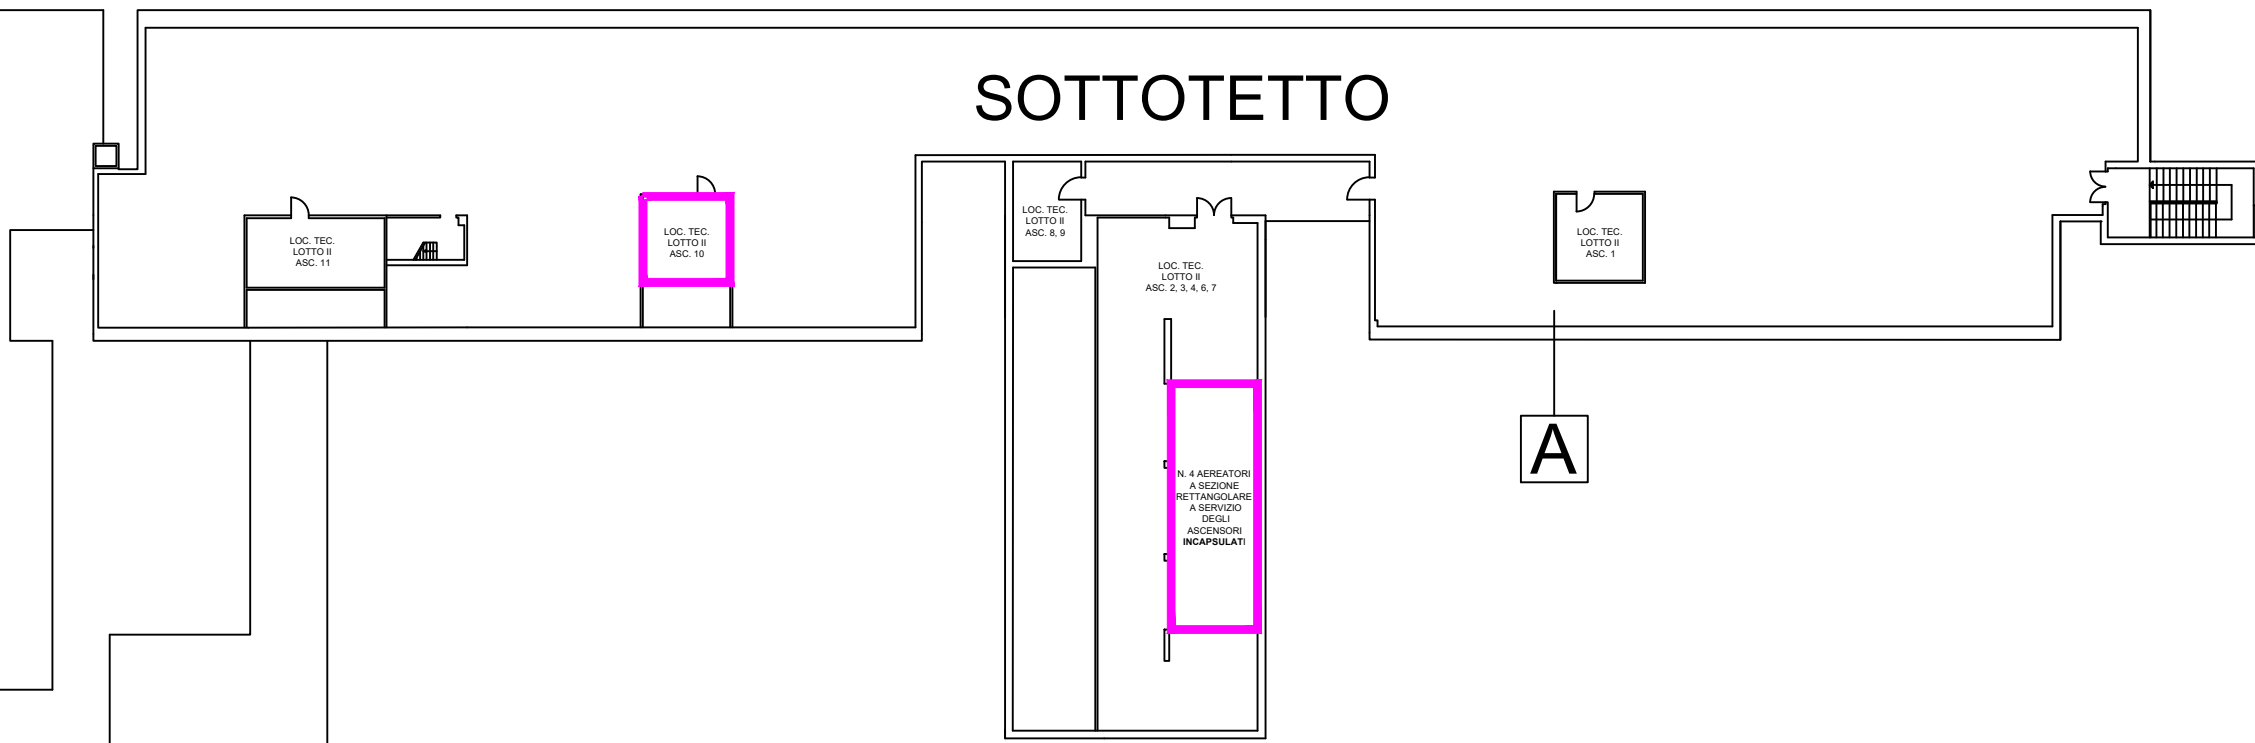 SOTTOTETTO
LOC. TEC.
LOTTO II
ASC. 11
LOC. TEC.
LOTTO II
ASC. 10
LOC. TEC.
LOTTO II
ASC. 8, 9
LOC. TEC.
LOTTO II
ASC. 2, 3, 4, 6, 7
LOC. TEC.
LOTTO II
ASC. 1
N. 4 AEREATORI
A SEZIONE
RETTANGOLARE
A SERVIZIO
DEGLI
ASCENSORI
INCAPSULATI
A